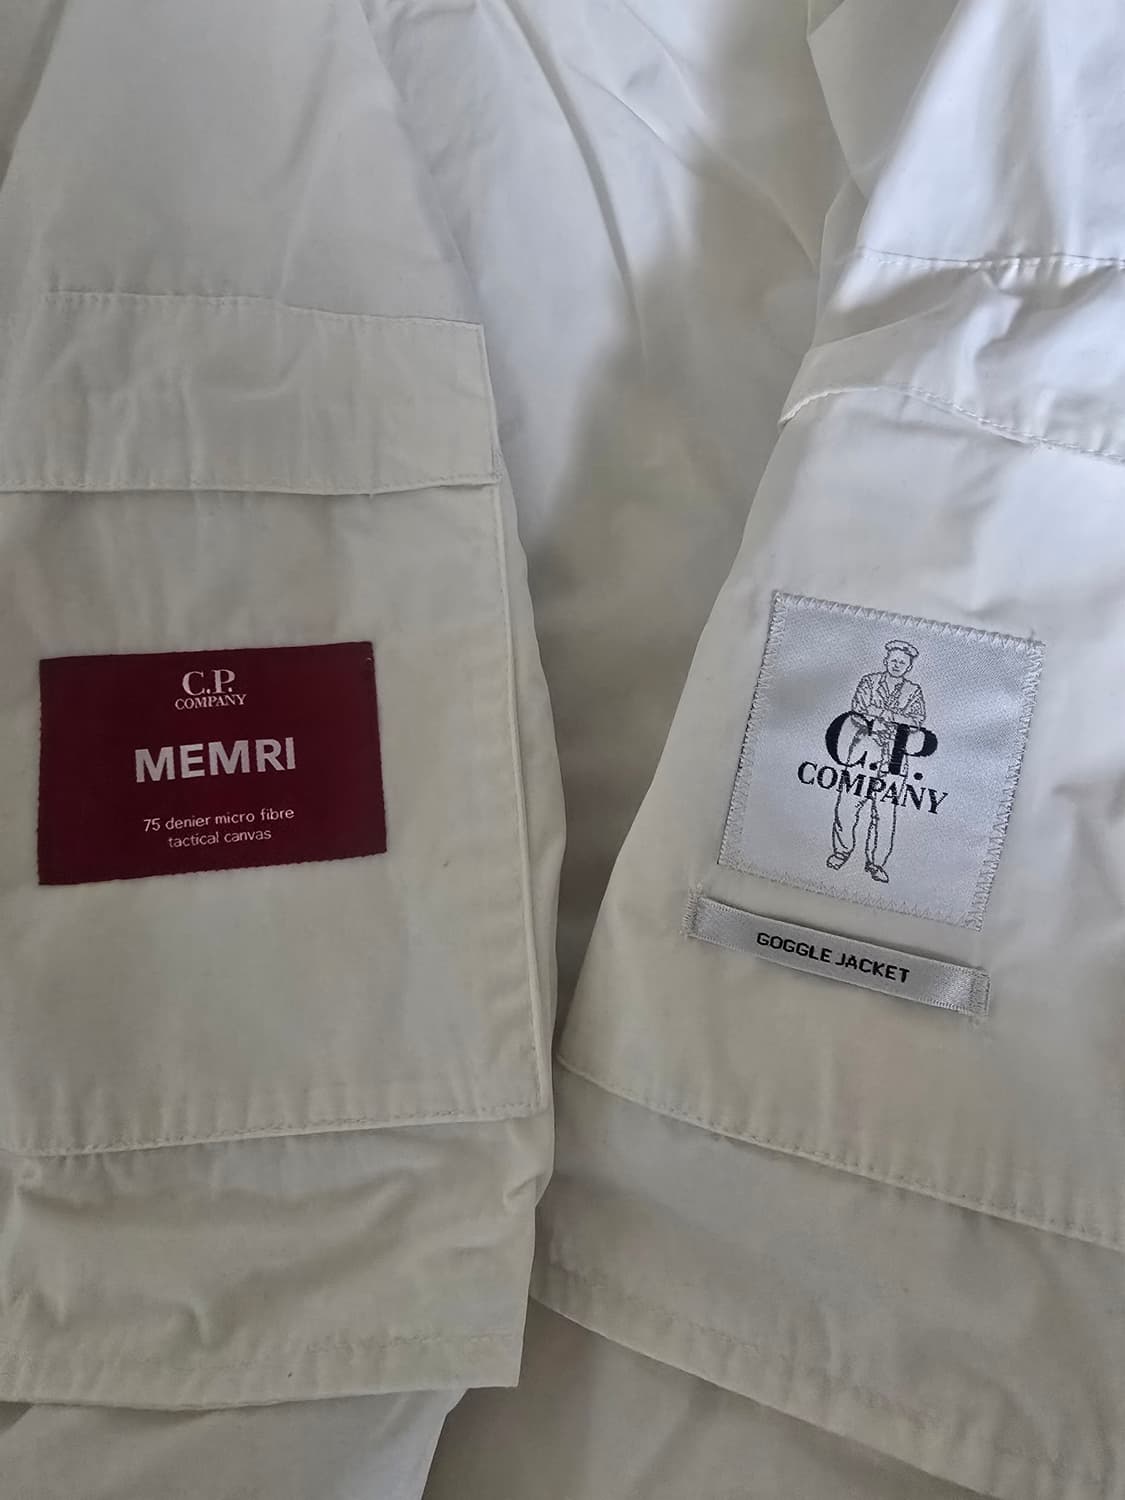 C.P.
COMPANY
MEMRI
75 denier micro fibre
tactical canvas
C.P.
COMPANY
GOGGLE JACKET